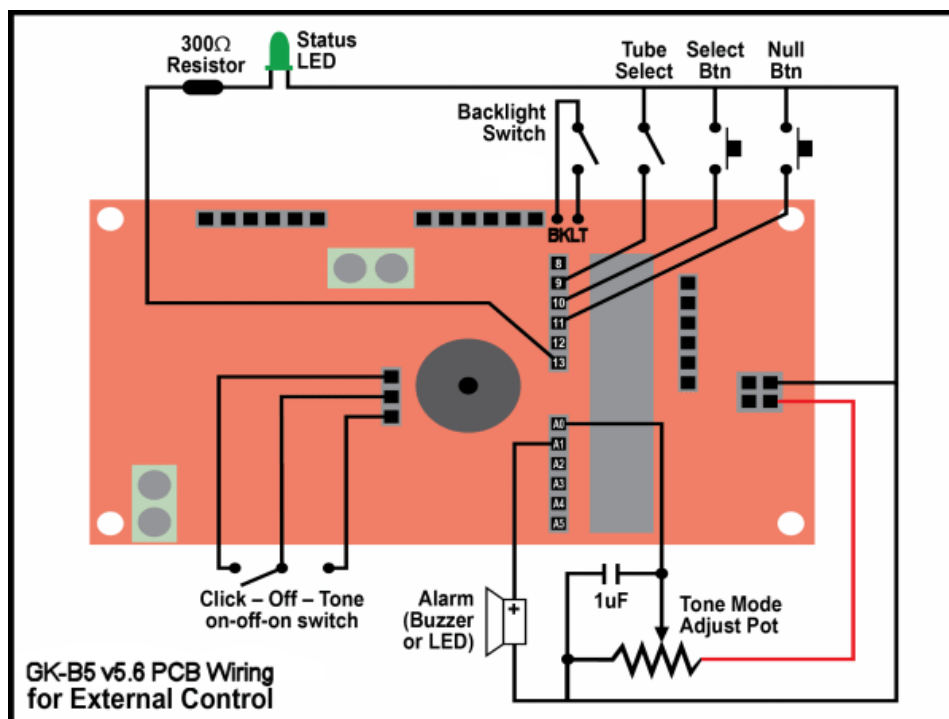 300Ω
Resistor
Status
LED
Tube
Select
Select
Btn
Null
Btn
Backlight
Switch
BKLT
8
9
10
11
12
13
A0
A1
A2
A3
A4
A5
Click – Off – Tone
on-off-on switch
Alarm
(Buzzer
or LED)
+
1uF
Tone Mode
Adjust Pot
GK-B5 v5.6 PCB Wiring
for External Control